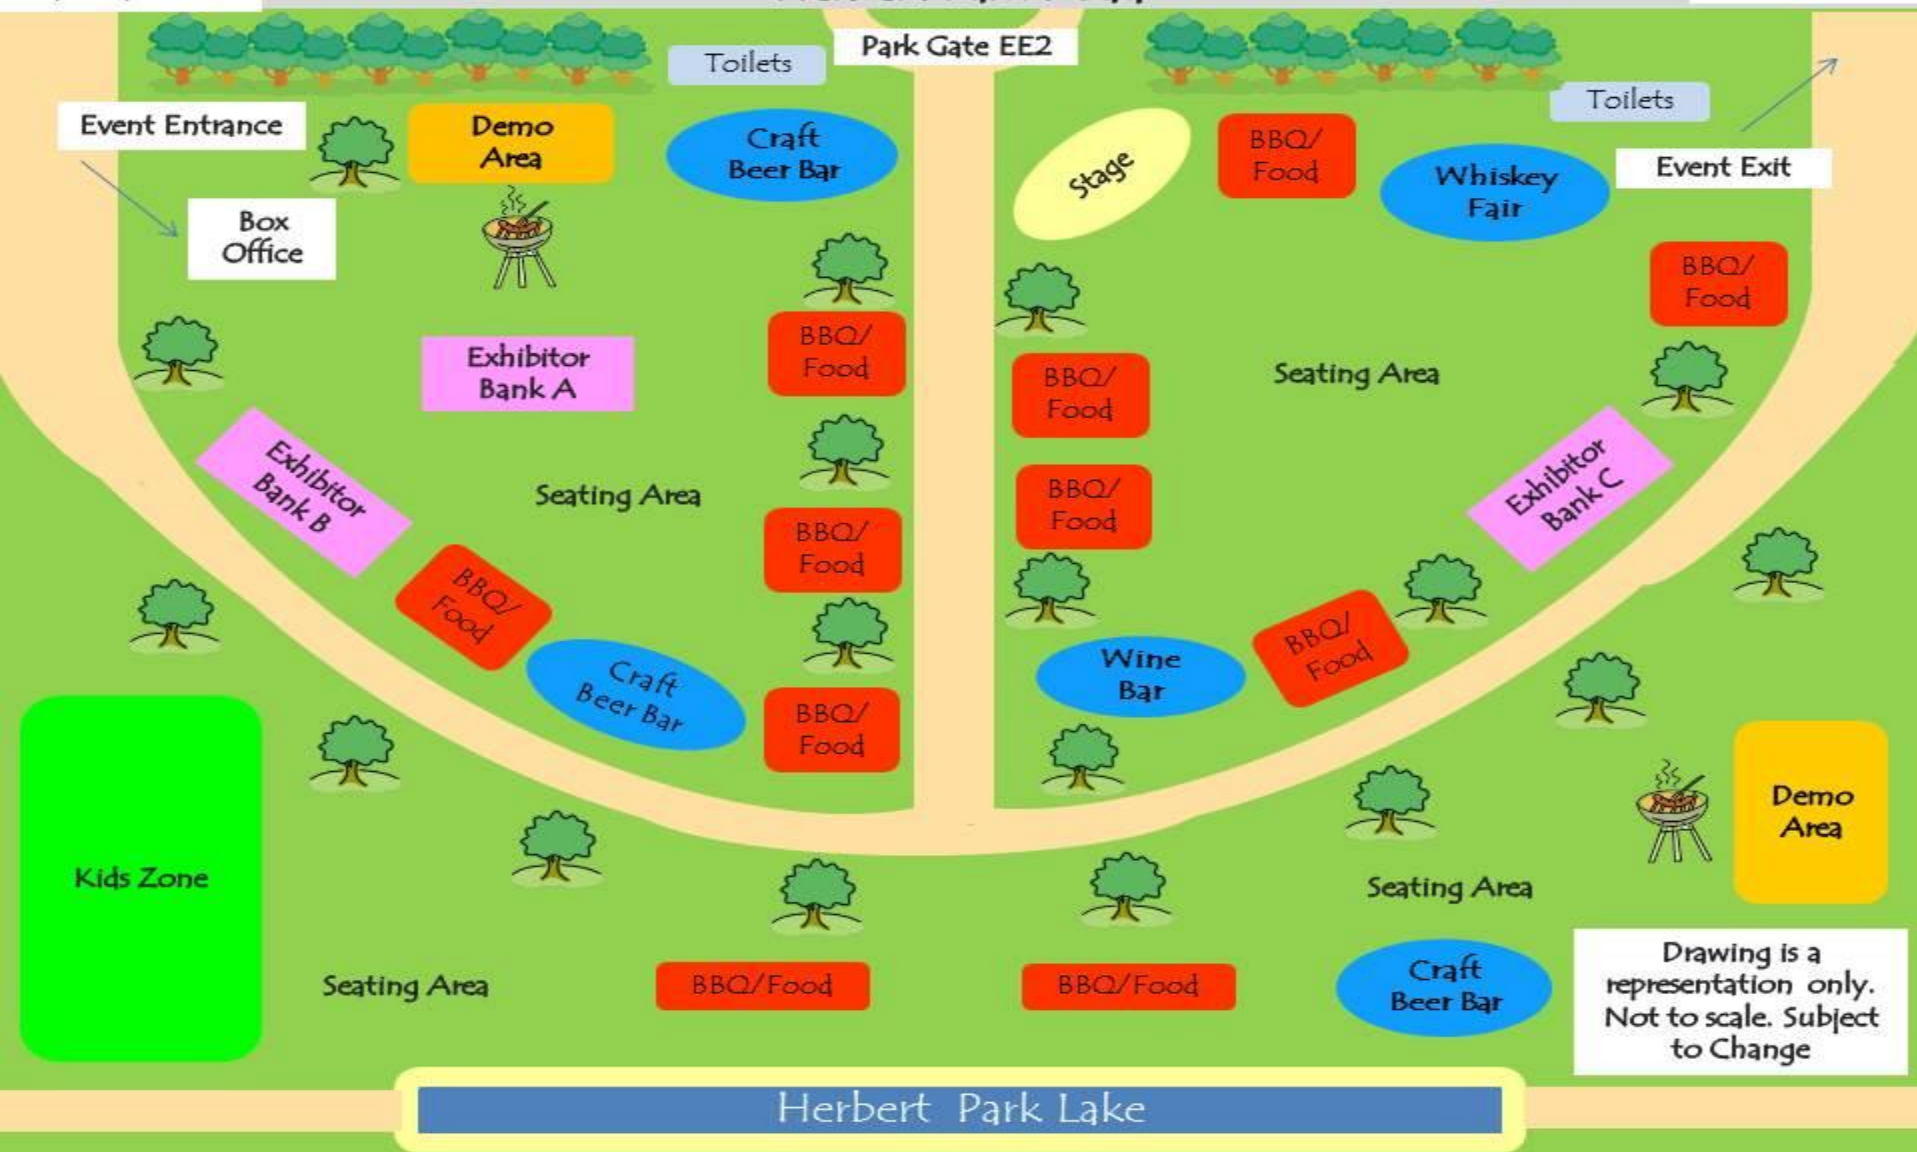 Park Gate EE2
Toilets
Toilets
Event Entrance
Demo
Area
Craft
Beer Bar
Stage
BBQ/
Food
Whiskey
Fair
Event Exit
Box
Office
BBQ/
Food
Exhibitor
Bank A
BBQ/
Food
BBQ/
Food
Seating Area
Exhibitor
Bank B
Seating Area
BBQ/
Food
BBQ/
Food
Exhibitor
Bank C
BBQ/
Food
Craft
Beer Bar
BBQ/
Food
Wine
Bar
BBQ/
Food
Kids Zone
Demo
Area
Seating Area
Seating Area
BBQ/Food
BBQ/Food
Craft
Beer Bar
Drawing is a
representation only.
Not to scale. Subject
to Change
Herbert Park Lake